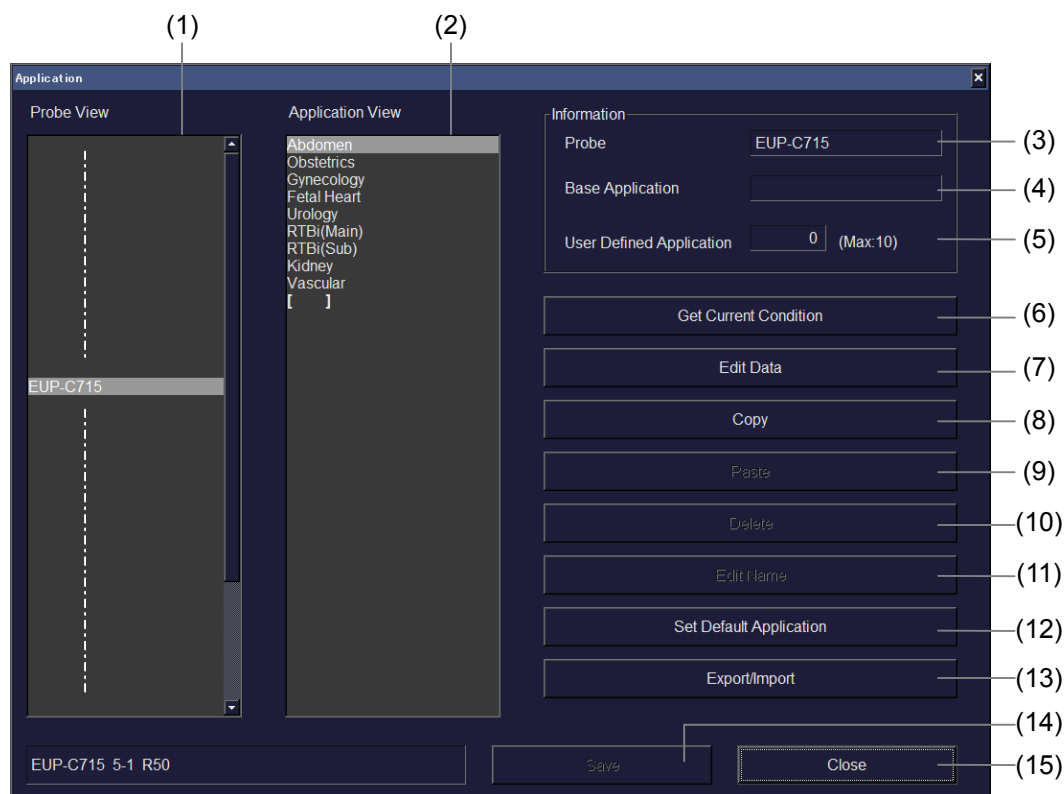 (1) (2)
Application
Probe View
EUP-C715
Application View
Abdomen
Obstetrics
Gynecology
Fetal Heart
Urology
RTBi(Main)
RTBi(Sub)
Kidney
Vascular
[ ]
Information
Probe EUP-C715 (3)
Base Application (4)
User Defined Application 0 (Max:10) (5)
Get Current Condition (6)
Edit Data (7)
Copy (8)
Paste (9)
Delete (10)
Edit Name (11)
Set Default Application (12)
Export/Import (13)
(14)
EUP-C715 5-1 R50 Save Close (15)